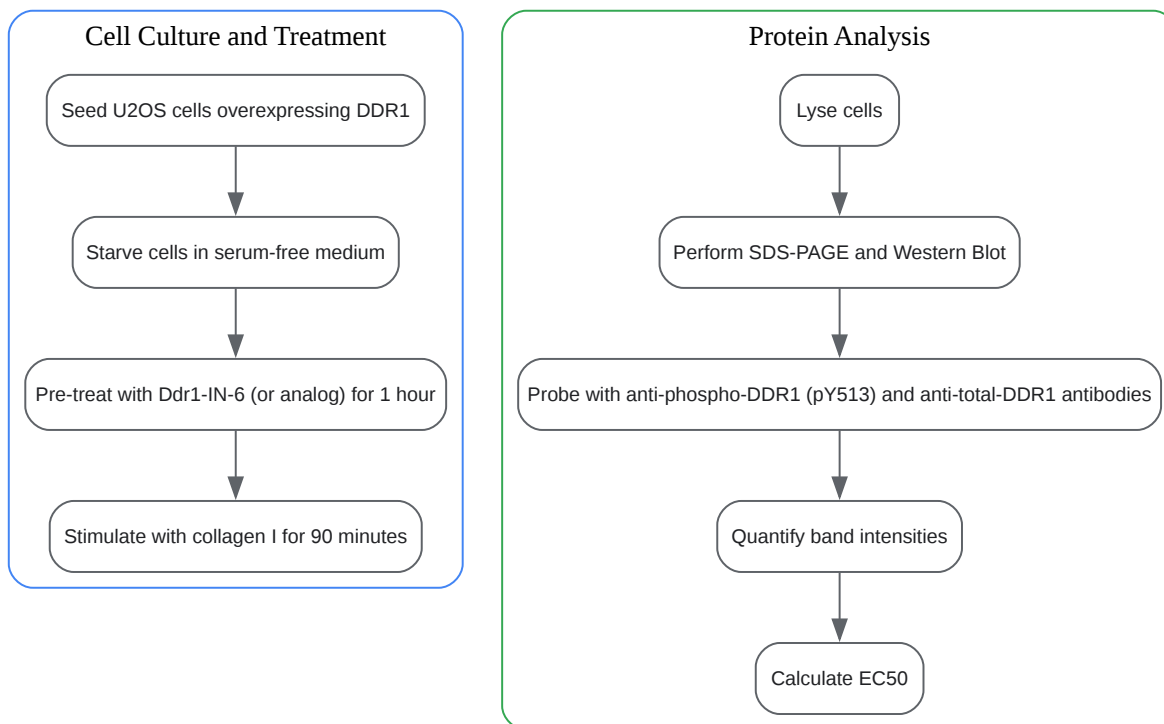 Cell Culture and Treatment
Seed U2OS cells overexpressing DDR1
Starve cells in serum-free medium
Pre-treat with Ddr1-IN-6 (or analog) for 1 hour
Stimulate with collagen I for 90 minutes
Protein Analysis
Lyse cells
Perform SDS-PAGE and Western Blot
Probe with anti-phospho-DDR1 (pY513) and anti-total-DDR1 antibodies
Quantify band intensities
Calculate EC50